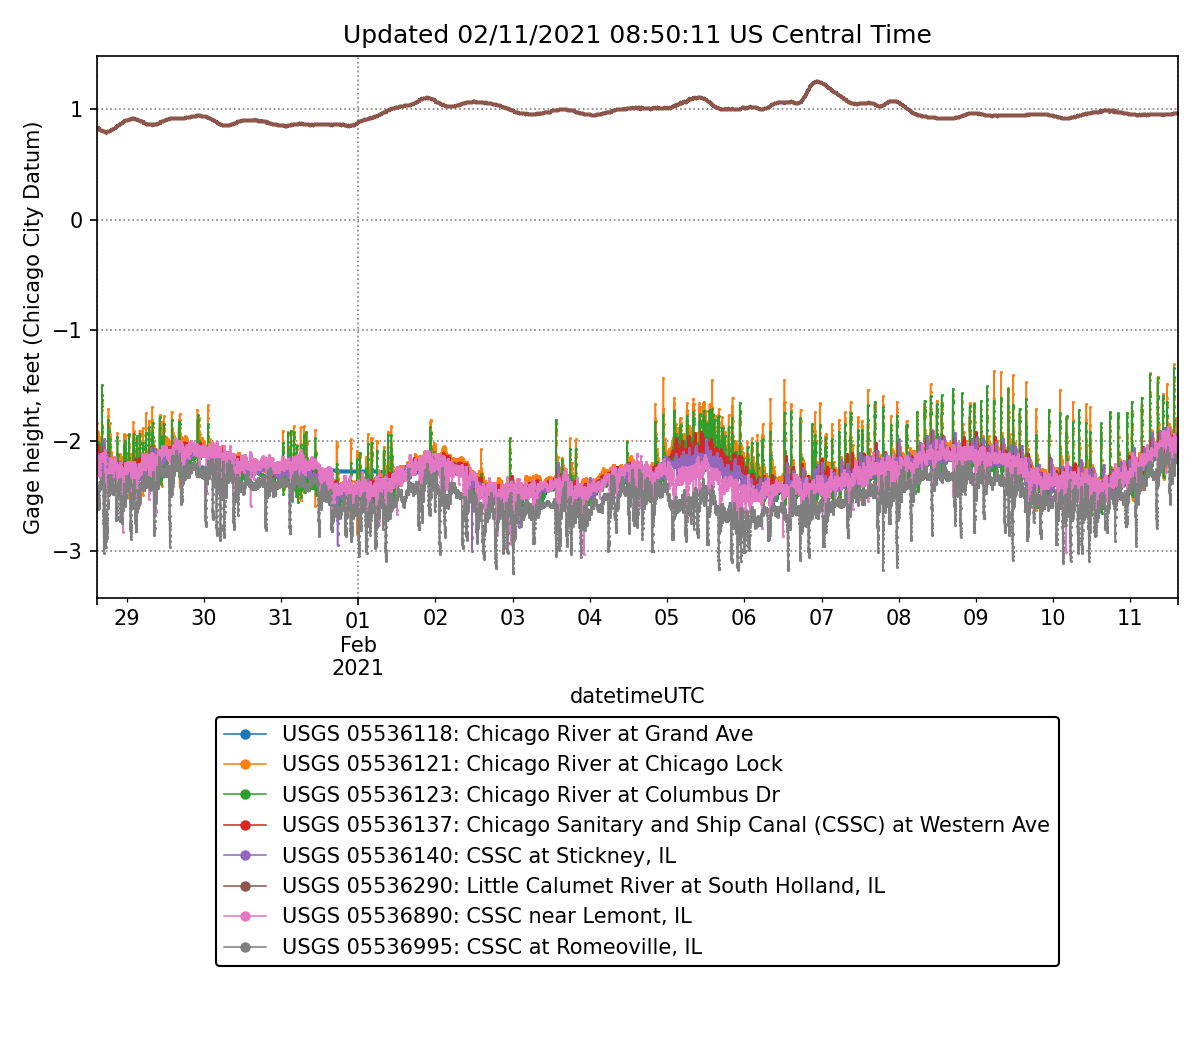 Updated 02/11/2021 08:50:11 US Central Time
Gage height, feet (Chicago City Datum)
1
0
−1
−2
−3
29 30 31 01 02 03 04 05 06 07 08 09 10 11
Feb
2021
datetimeUTC
USGS 05536118: Chicago River at Grand Ave
USGS 05536121: Chicago River at Chicago Lock
USGS 05536123: Chicago River at Columbus Dr
USGS 05536137: Chicago Sanitary and Ship Canal (CSSC) at Western Ave
USGS 05536140: CSSC at Stickney, IL
USGS 05536290: Little Calumet River at South Holland, IL
USGS 05536890: CSSC near Lemont, IL
USGS 05536995: CSSC at Romeoville, IL